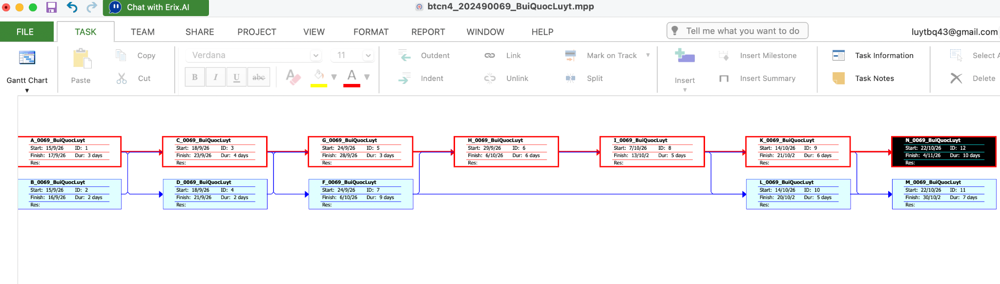 Chat with Erix.AI
btcn4_202490069_BuiQuocLuyt.mpp
FILE TASK TEAM SHARE PROJECT VIEW FORMAT REPORT WINDOW HELP Tell me what you want to do luytbq43@gmail.com
Copy Verdana 11 Outdent Link Mark on Track Insert Milestone Task Information Select A
Gantt Chart Paste Cut B I U abc A A Indent Unlink Split Insert Insert Summary Task Notes Delete
A_0069_BuiQuocLuyt
Start: 15/9/26 ID: 1
Finish: 17/9/26 Dur: 3 days
Res:
C_0069_BuiQuocLuyt
Start: 18/9/26 ID: 3
Finish: 23/9/26 Dur: 4 days
Res:
G_0069_BuiQuocLuyt
Start: 24/9/26 ID: 5
Finish: 28/9/26 Dur: 3 days
Res:
H_0069_BuiQuocLuyt
Start: 29/9/26 ID: 6
Finish: 6/10/26 Dur: 6 days
Res:
I_0069_BuiQuocLuyt
Start: 7/10/26 ID: 8
Finish: 13/10/2 Dur: 5 days
Res:
K_0069_BuiQuocLuyt
Start: 14/10/26 ID: 9
Finish: 21/10/2 Dur: 6 days
Res:
N_0069_BuiQuocLuyt
Start: 22/10/26 ID: 12
Finish: 4/11/26 Dur: 10 days
Res:
B_0069_BuiQuocLuyt
Start: 15/9/26 ID: 2
Finish: 16/9/26 Dur: 2 days
Res:
D_0069_BuiQuocLuyt
Start: 18/9/26 ID: 4
Finish: 21/9/26 Dur: 2 days
Res:
F_0069_BuiQuocLuyt
Start: 24/9/26 ID: 7
Finish: 6/10/26 Dur: 9 days
Res:
L_0069_BuiQuocLuyt
Start: 14/10/26 ID: 10
Finish: 20/10/2 Dur: 5 days
Res:
M_0069_BuiQuocLuyt
Start: 22/10/26 ID: 11
Finish: 30/10/2 Dur: 7 days
Res: